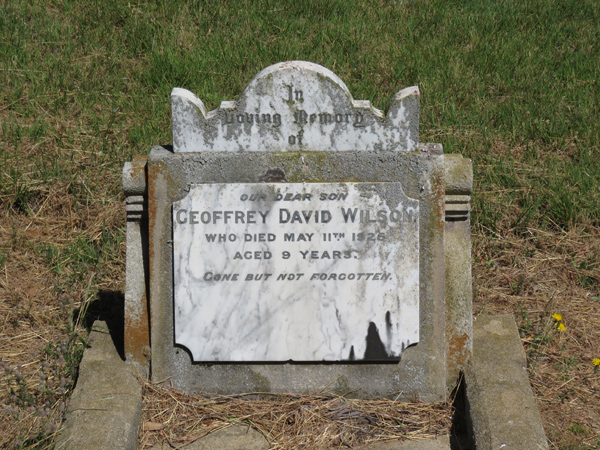 In
Loving Memory
of
OUR DEAR SON
GEOFFREY DAVID WILSON
WHO DIED MAY 11TH 1926
AGED 9 YEARS.
GONE BUT NOT FORGOTTEN.